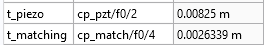 t_piezo cp_pzt/f0/2 0.00825 m
t_matching cp_match/f0/4 0.0026339 m